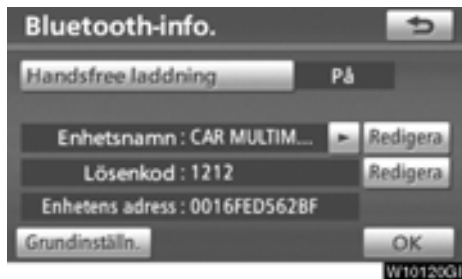 Bluetooth-info.
Handsfree laddning På
Enhetsnamn : CAR MULTIM.... Redigera
Lösenkod : 1212 Redigera
Enhetens adress : 0016FED562BF
Grundinställn. OK
W10120GI